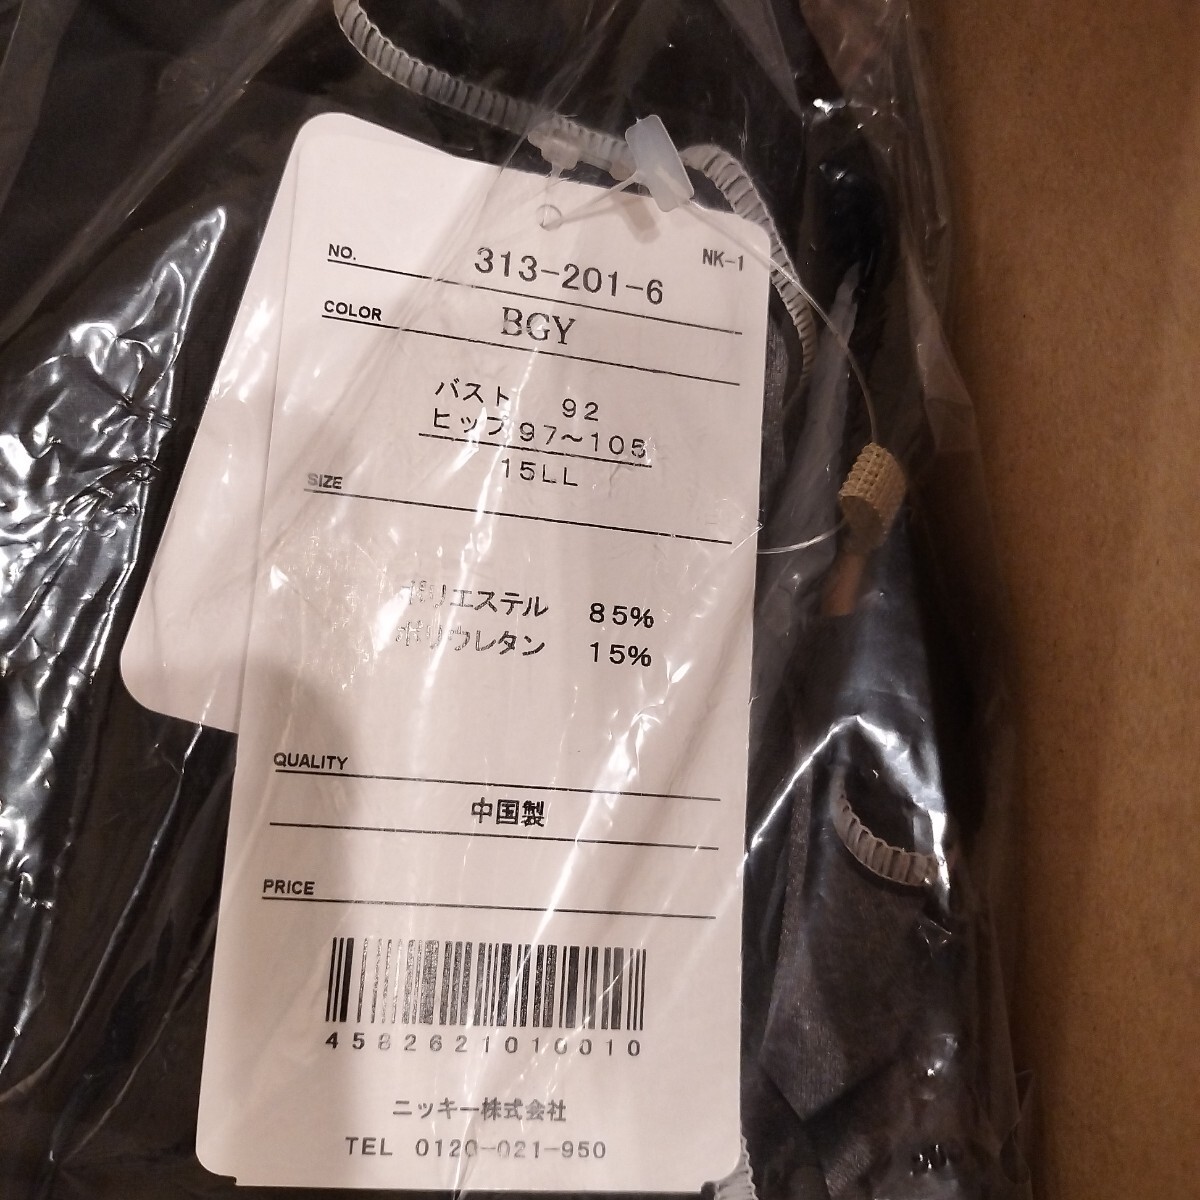 NK-1
NO. 313-201-6
COLOR BGY
バスト 92
ヒップ 97～105
15LL
SIZE
ポリエステル 85%
ポリウレタン 15%
QUALITY
中国製
PRICE
4582621010010
ニッキー株式会社
TEL 0120-021-950